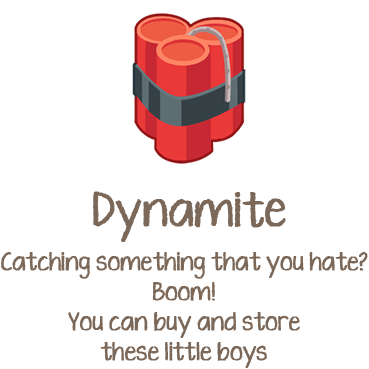 Dynamite
Catching something that you hate?
Boom!
You can buy and store
these little boys